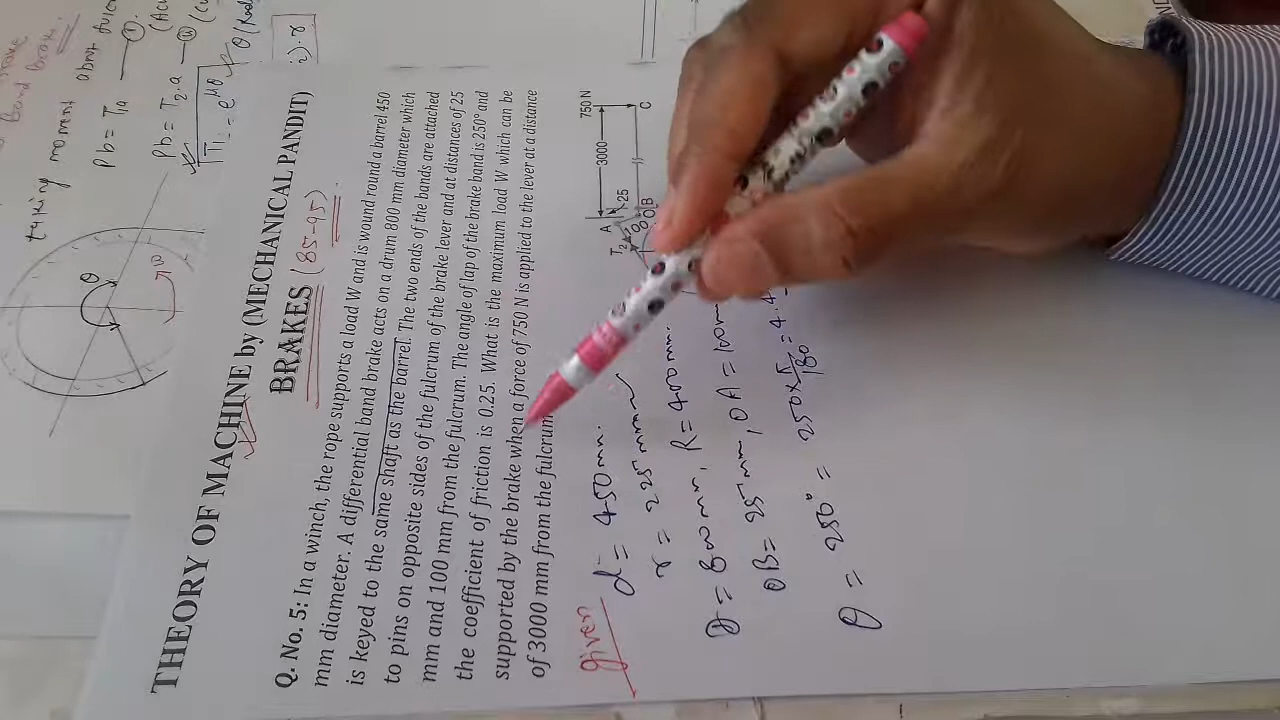 taking moment about fulcr
Pb = T1a
Pb = T2.a
T1 = e^μθ
θ
THEORY OF MACHINE by (MECHANICAL PANDIT)
BRAKES (85-95)
Q. No. 5: In a winch, the rope supports a load W and is wound round a barrel 450
mm diameter. A differential band brake acts on a drum 800 mm diameter which
is keyed to the same shaft as the barrel. The two ends of the bands are attached
to pins on opposite sides of the fulcrum of the brake lever and at distances of 25
mm and 100 mm from the fulcrum. The angle of lap of the brake band is 250° and
the coefficient of friction is 0.25. What is the maximum load W which can be
supported by the brake when a force of 750 N is applied to the lever at distance
of 3000 mm from the fulcrum
750 N
3000
25
A
T2
O B
C
given
d = 450 mm.
r = 225 mm
D = 800 mm, R = 400 mm.
OB = 25 mm, OA = 100m
θ = 250° = 250×π/180 = 4.